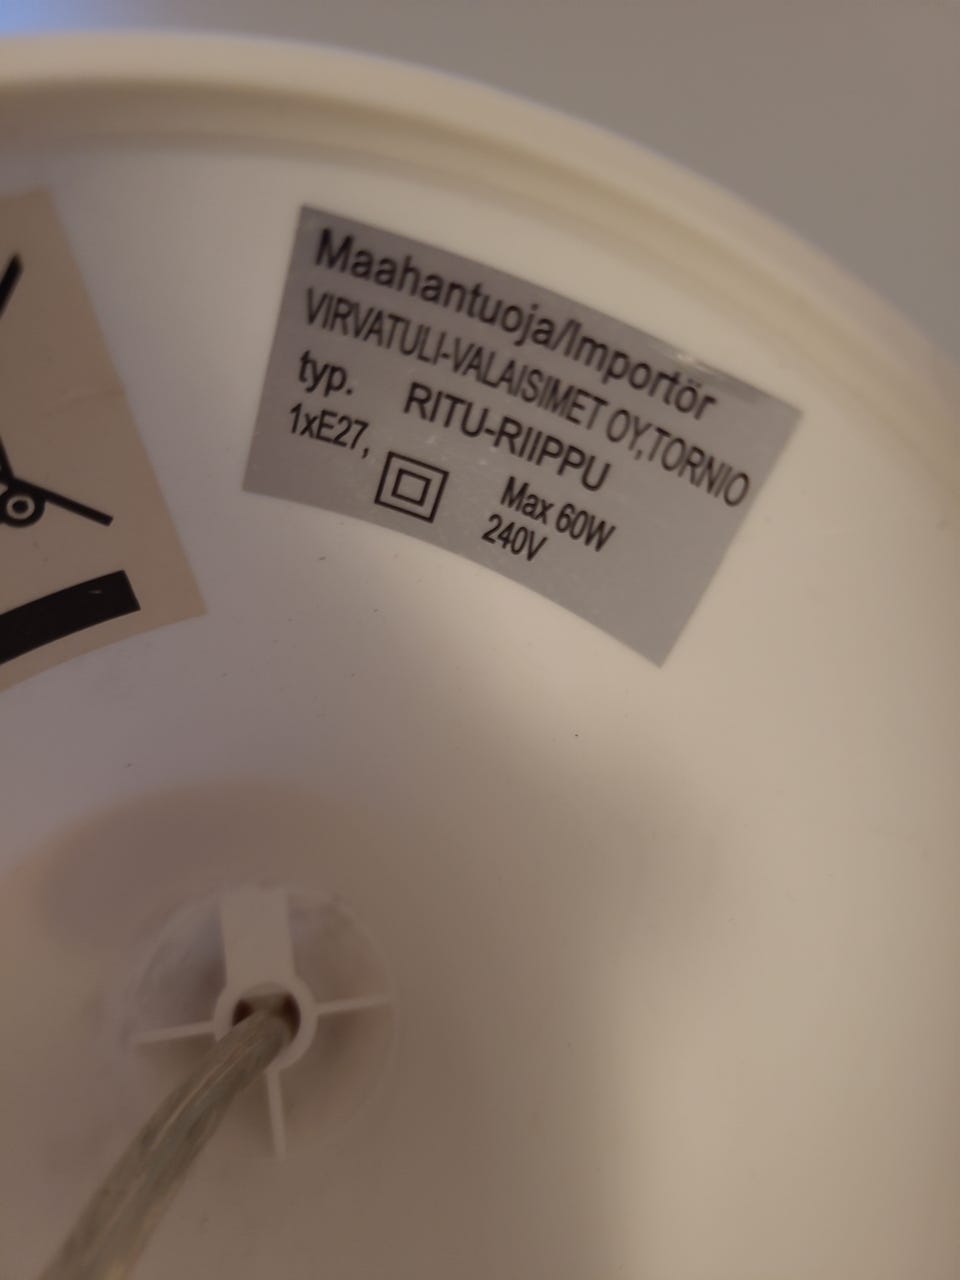 Maahantuoja/Importör
VIRVATULI-VALAISIMET OY,TORNIO
typ. RITU-RIIPPU
1xE27, Max 60W
240V